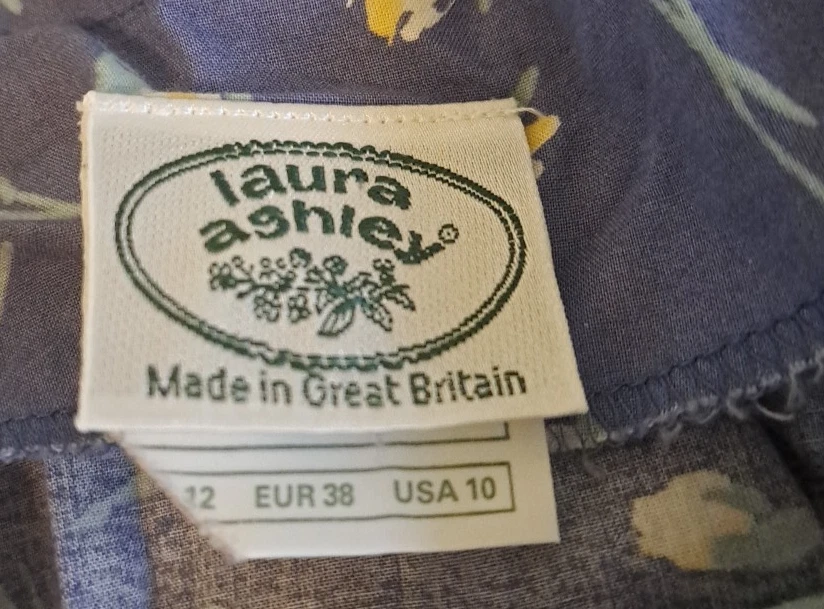 laura
ashley®
Made in Great Britain
12 EUR 38 USA 10